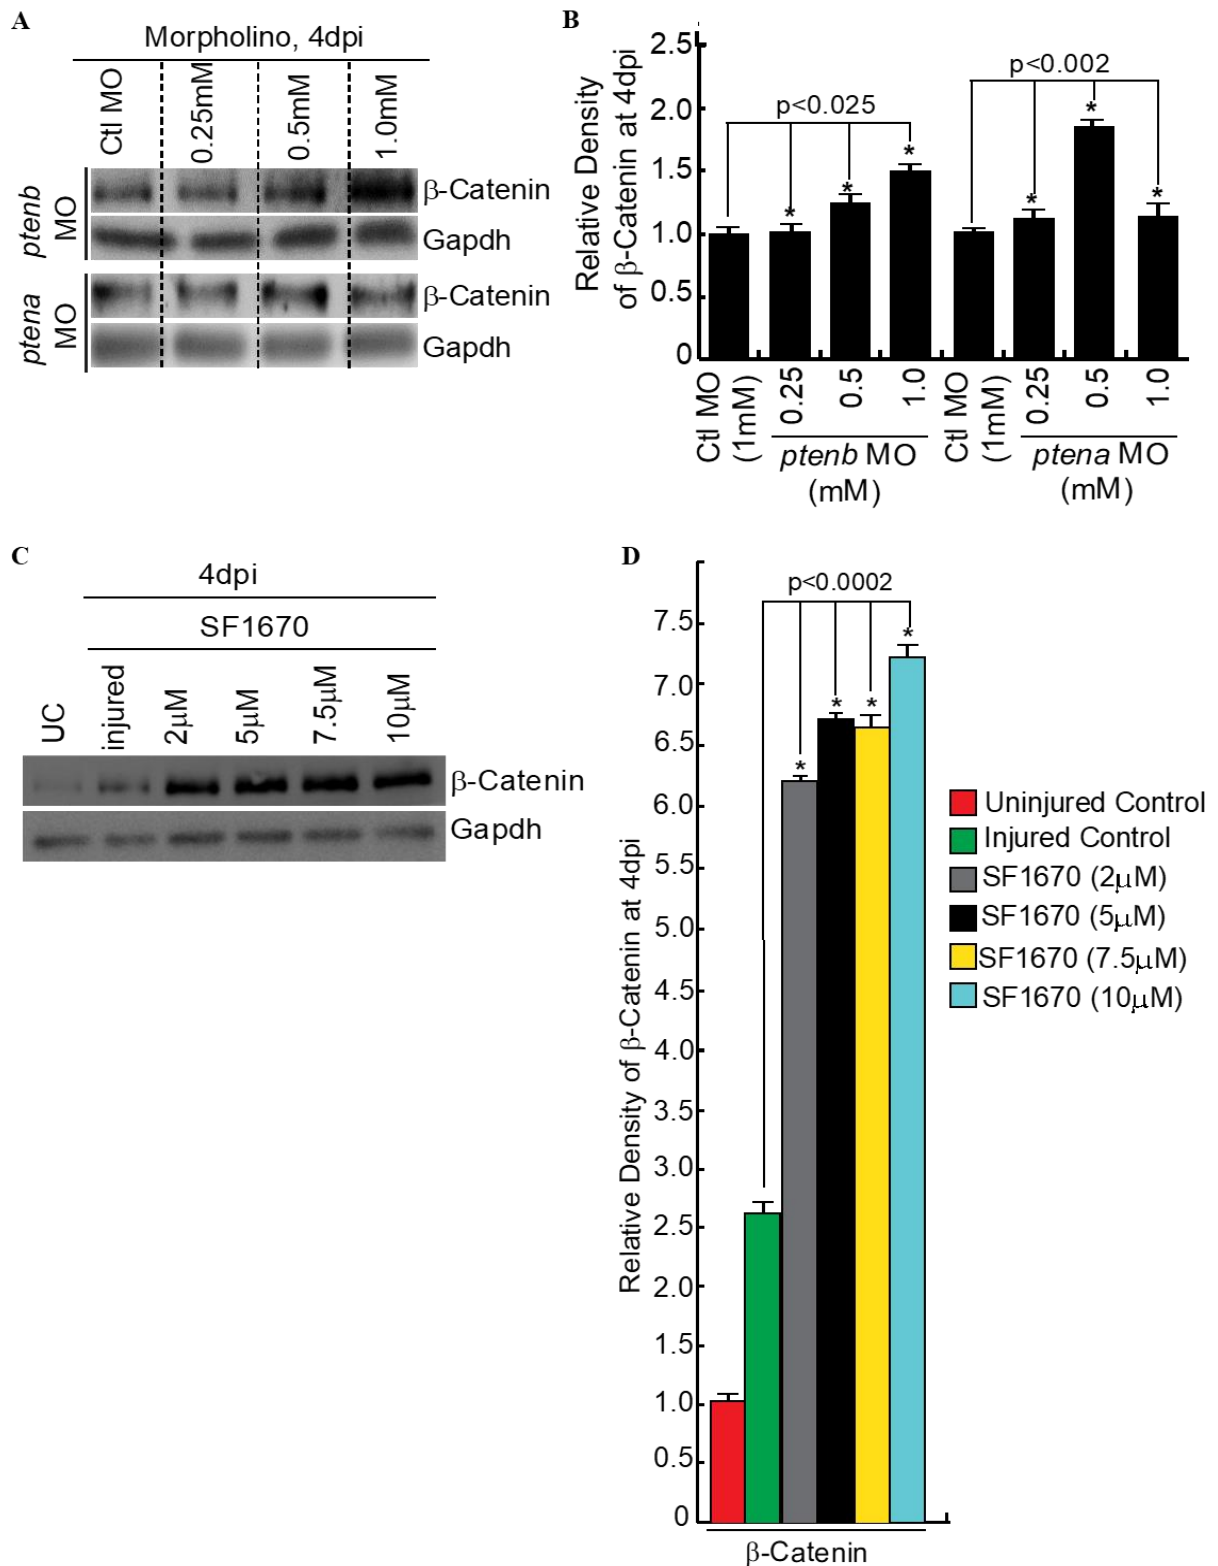 A
Morpholino, 4dpi
Ctl MO
0.25mM
0.5mM
1.0mM
ptenb
MO
β-Catenin
Gapdh
ptena
MO
β-Catenin
Gapdh
B
Relative Density
of β-Catenin at 4dpi
2.5
2.0
1.5
1.0
0.5
0
p<0.025
p<0.002
* * * * * *
Ctl MO
(1mM)
0.25
0.5
1.0
ptenb MO
(mM)
Ctl MO
(1mM)
0.25
0.5
1.0
ptena MO
(mM)
C
4dpi
SF1670
UC
injured
2μM
5μM
7.5μM
10μM
β-Catenin
Gapdh
D
Relative Density of β-Catenin at 4dpi
p<0.0002
7.5
7.0
6.5
6.0
5.5
5.0
4.5
4.0
3.5
3.0
2.5
2.0
1.5
1.0
0.5
0
* * * *
β-Catenin
Uninjured Control
Injured Control
SF1670 (2μM)
SF1670 (5μM)
SF1670 (7.5μM)
SF1670 (10μM)